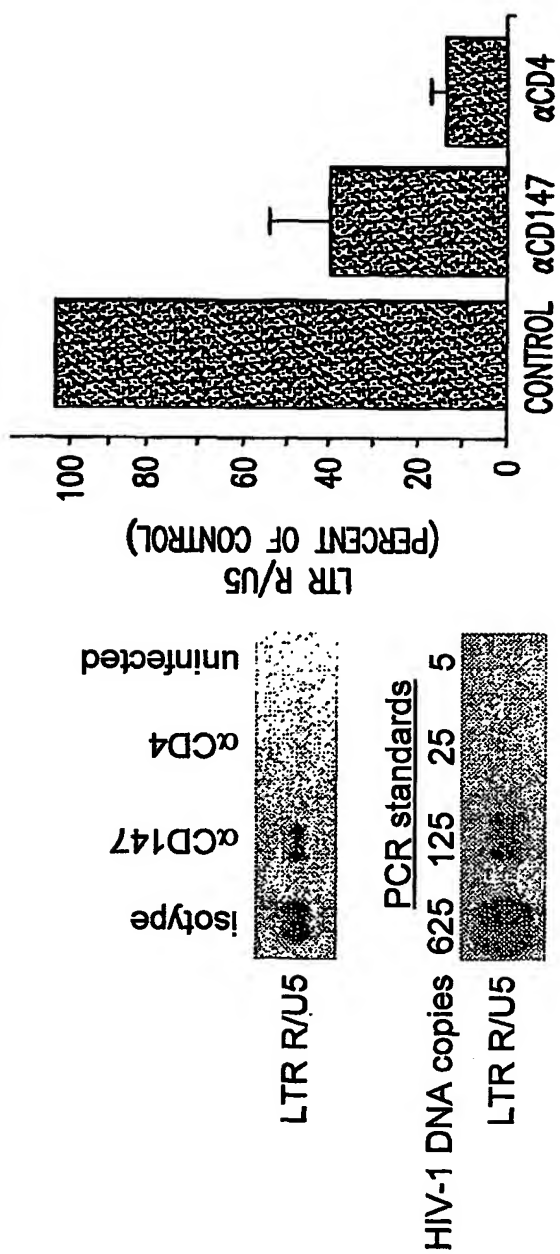 isotype αCD147 αCD4 uninfected
LTR R/U5
PCR standards
HIV-1 DNA copies 625 125 25 5
LTR R/U5
LTR R/U5
(PERCENT OF CONTROL)
100
80
60
40
20
0
CONTROL αCD147 αCD4